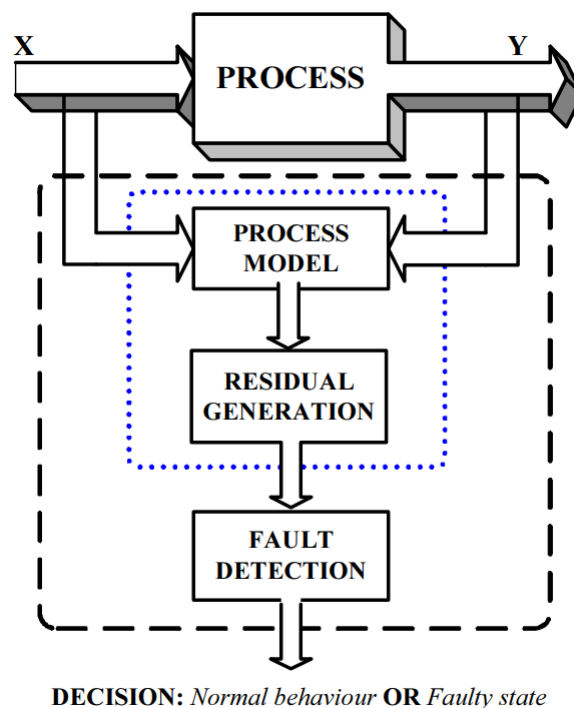 X
Y
PROCESS
PROCESS
MODEL
RESIDUAL
GENERATION
FAULT
DETECTION
DECISION: Normal behaviour OR Faulty state